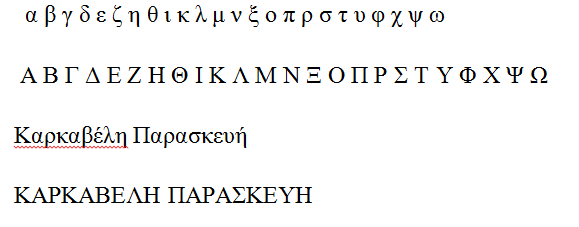 α β γ δ ε ζ η θ ι κ λ μ ν ξ ο π ρ σ τ υ φ χ ψ ω
Α Β Γ Δ Ε Ζ Η Θ Ι Κ Λ Μ Ν Ξ Ο Π Ρ Σ Τ Υ Φ Χ Ψ Ω
Καρκαβέλη Παρασκευή
ΚΑΡΚΑΒΕΛΗ ΠΑΡΑΣΚΕΥΗ